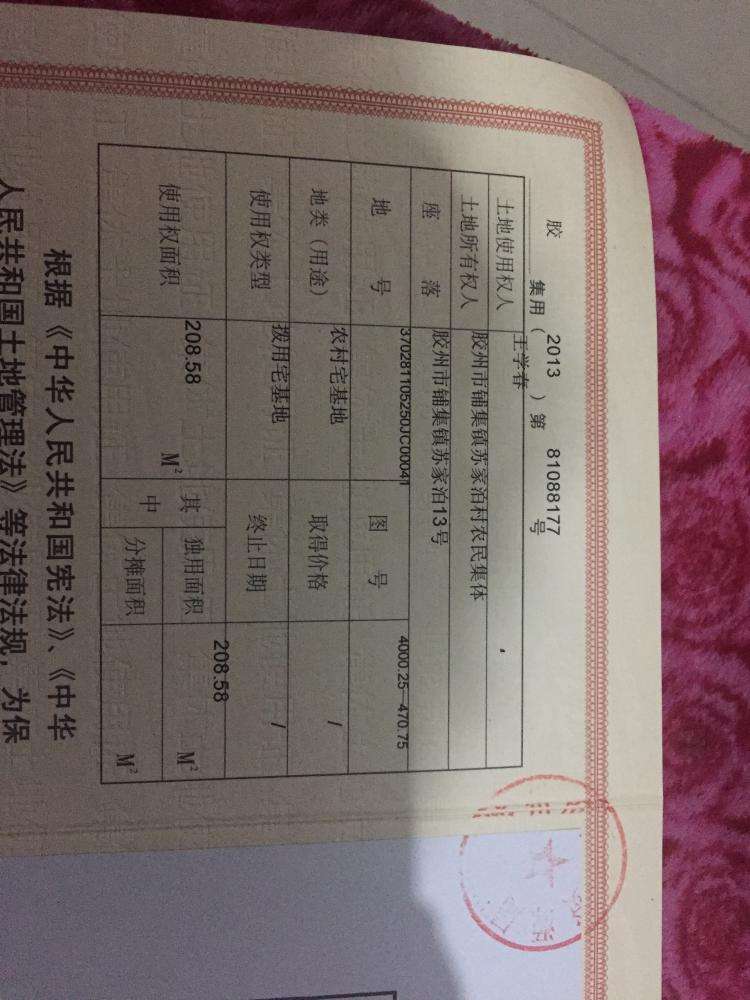 胶 集用（ 2013 ）第 81088177 号
土地使用权人 王学春
土地所有权人 胶州市铺集镇苏家泊村农民集体
座 落 胶州市铺集镇苏家泊13号
地 号 370281105250JC00041 图 号 4000.25—470.75
地类（用途） 农村宅基地 取得价格 /
使用权类型 拨用宅基地 终止日期 /
使用权面积 208.58 M² 其中 独用面积 208.58 M²
分摊面积 M²
根据《中华人民共和国宪法》、《中华
人民共和国土地管理法》等法律法规，为保